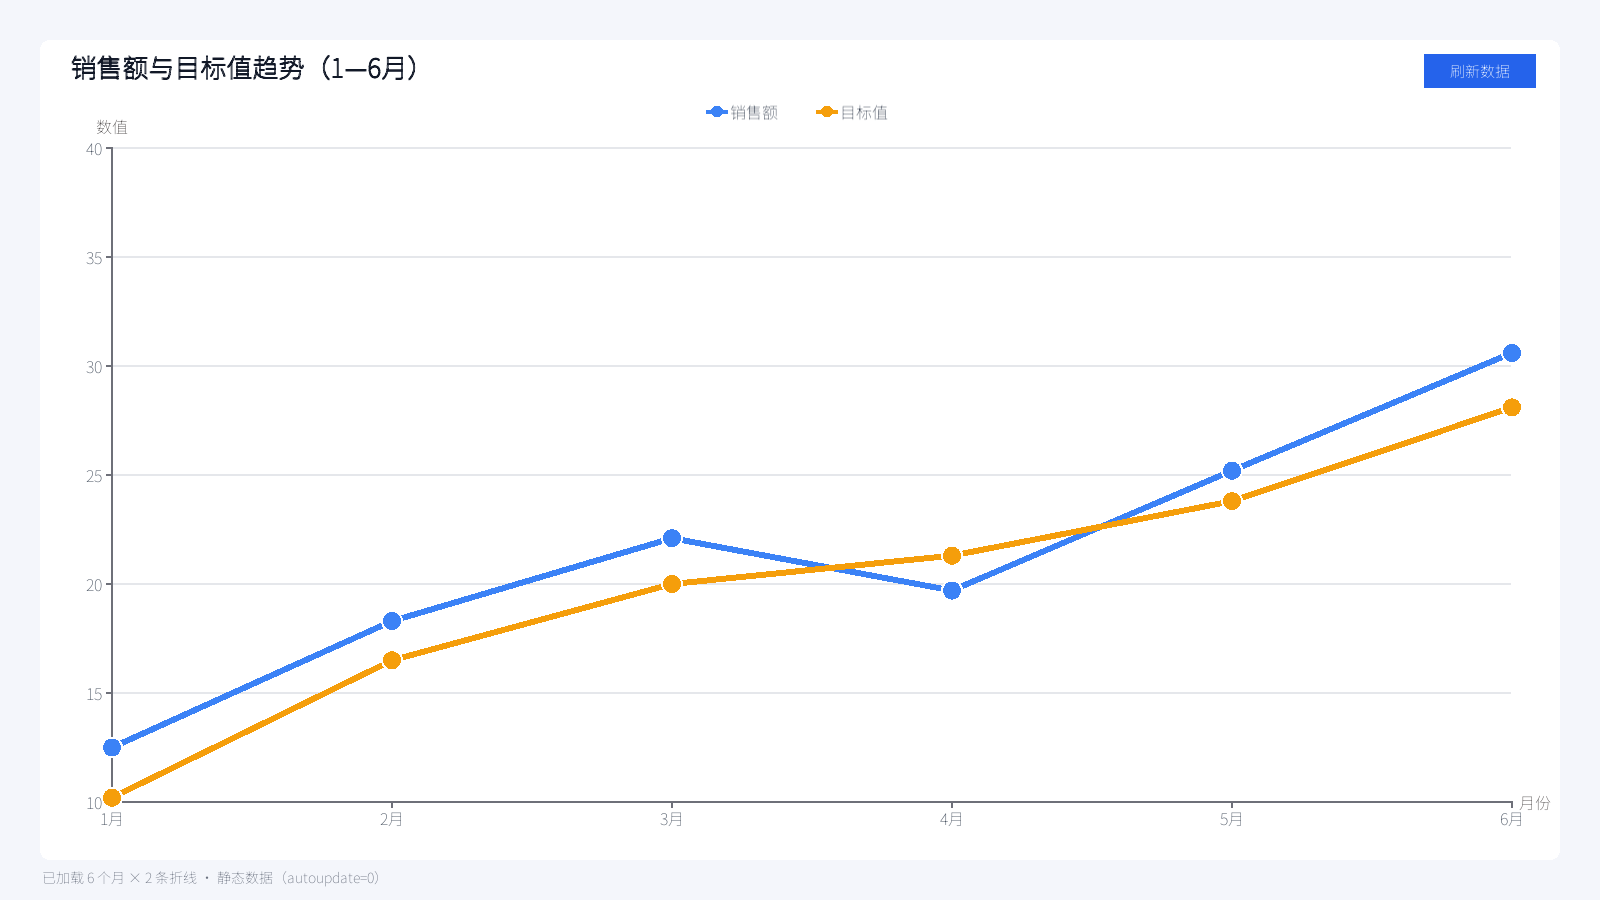 销售额与目标值趋势（1—6月）
刷新数据
销售额 目标值
数值
40
35
30
25
20
15
10
1月 2月 3月 4月 5月 6月
月份
已加载 6 个月 × 2 条折线 · 静态数据（autoupdate=0）